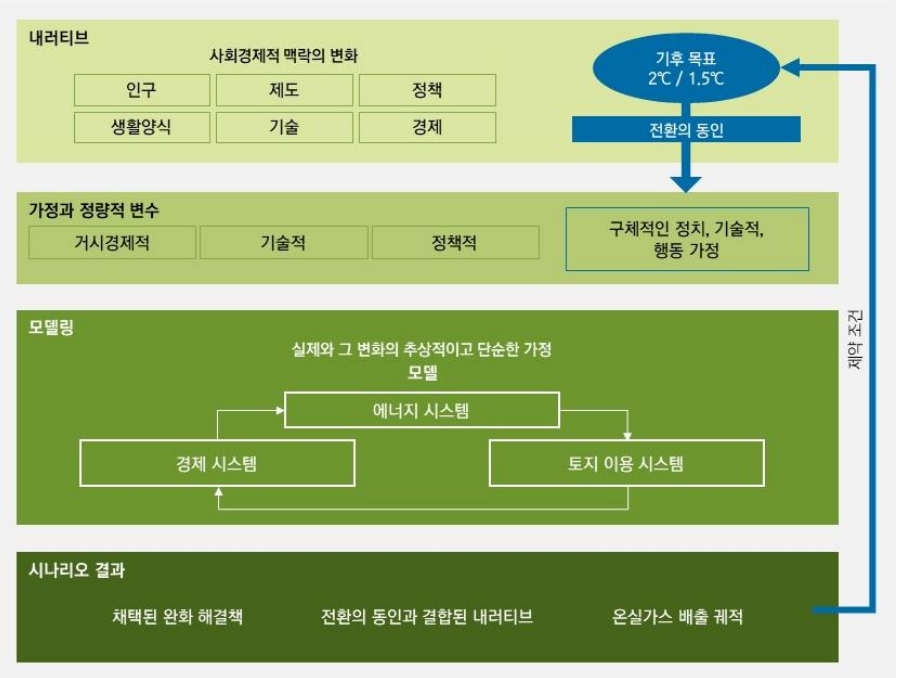 내러티브
사회경제적 맥락의 변화
인구
제도
정책
생활양식
기술
경제
기후 목표
2℃ / 1.5℃
전환의 동인
가정과 정량적 변수
거시경제적
기술적
정책적
구체적인 정치, 기술적,
행동 가정
모델링
실제와 그 변화의 추상적이고 단순한 가정
모델
에너지 시스템
경제 시스템
토지 이용 시스템
시나리오 결과
채택된 완화 해결책
전환의 동인과 결합된 내러티브
온실가스 배출 궤적
제약 조건